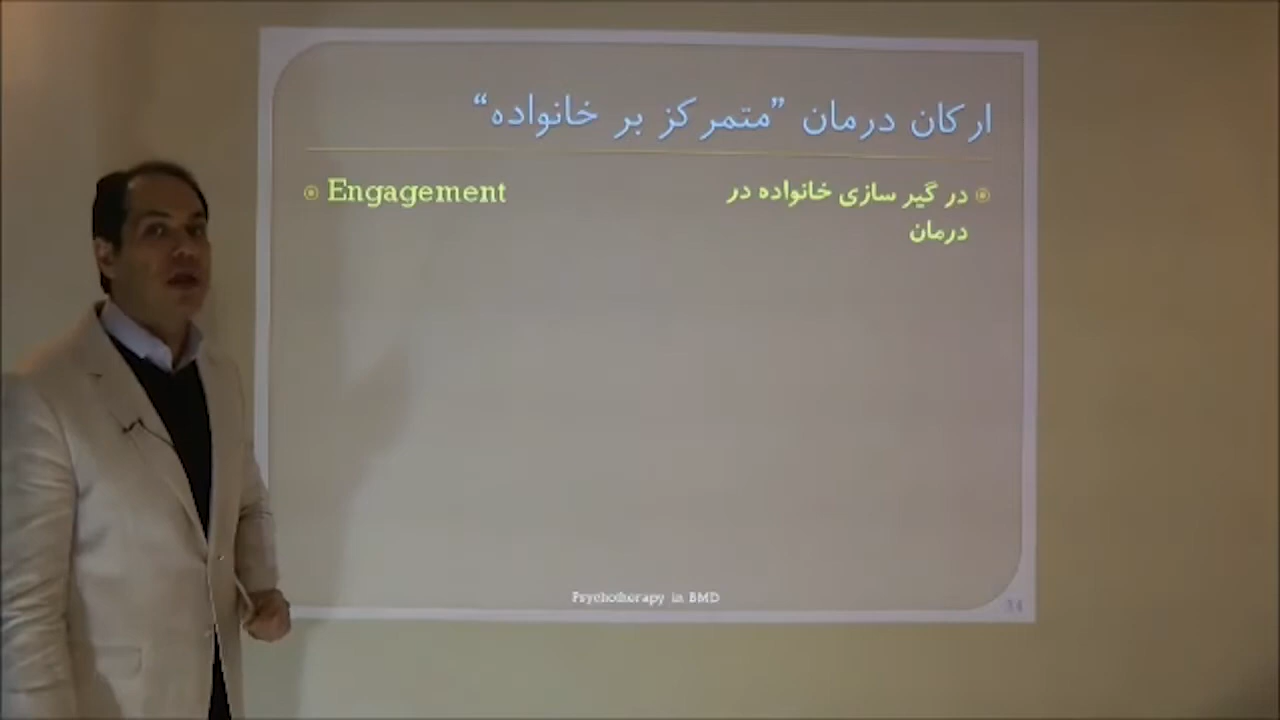 ارکان درمان ”متمرکز بر خانواده“
Engagement
در گیر سازی خانواده در
درمان
Psychotherapy in BMD